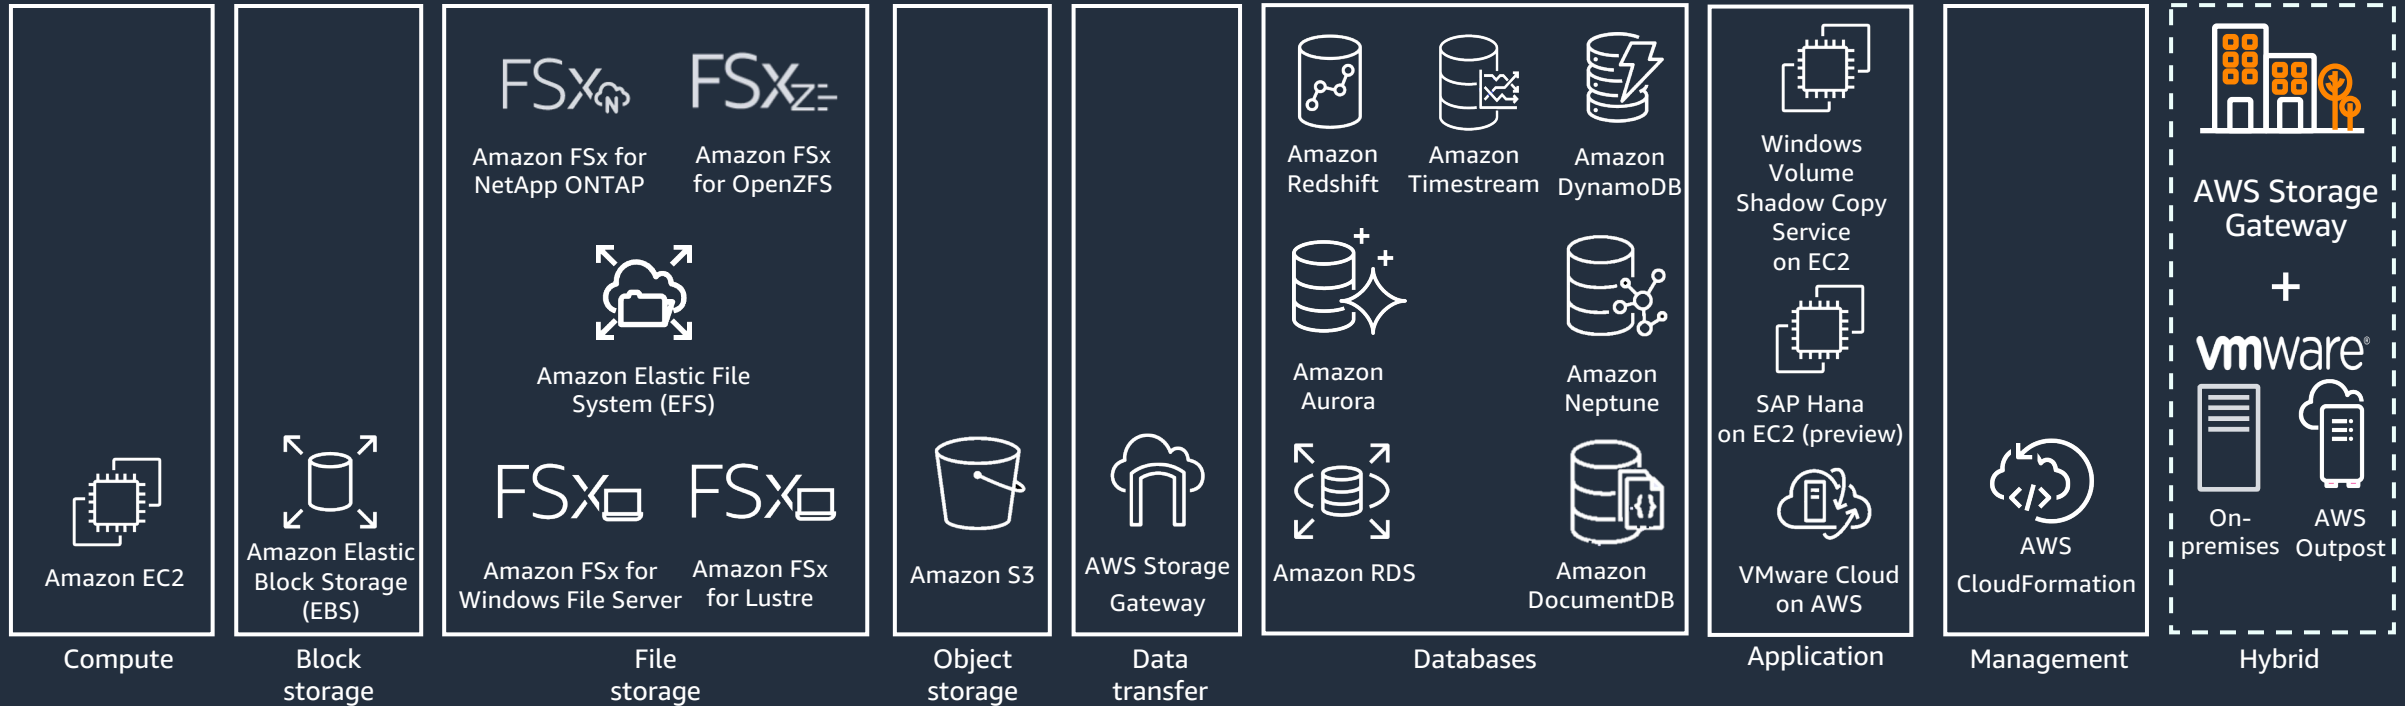 Amazon EC2
Compute
Amazon Elastic
Block Storage
(EBS)
Block
storage
FSx N
Amazon FSx for
NetApp ONTAP
FSx Z
Amazon FSx
for OpenZFS
Amazon Elastic File
System (EFS)
FSx
Amazon FSx for
Windows File Server
FSx
Amazon FSx
for Lustre
File
storage
Amazon S3
Object
storage
AWS Storage
Gateway
Data
transfer
Amazon
Redshift
Amazon
Timestream
Amazon
DynamoDB
Amazon
Aurora
Amazon
Neptune
Amazon RDS
Amazon
DocumentDB
Databases
Windows
Volume
Shadow Copy
Service
on EC2
SAP Hana
on EC2 (preview)
VMware Cloud
on AWS
Application
</>
AWS
CloudFormation
Management
AWS Storage
Gateway
+
vmware®
On-
premises
AWS
Outpost
Hybrid